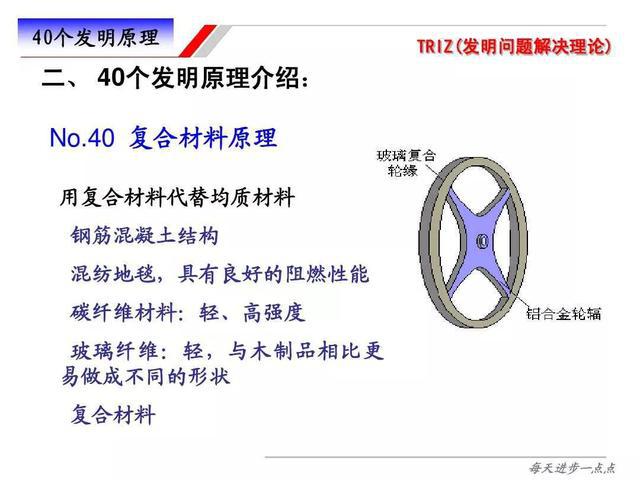 40个发明原理
TRIZ(发明问题解决理论)
二、 40个发明原理介绍：
No.40 复合材料原理
玻璃复合
轮缘
用复合材料代替均质材料
钢筋混凝土结构
混纺地毯，具有良好的阻燃性能
碳纤维材料：轻、高强度
铝合金轮辐
玻璃纤维：轻，与木制品相比更
易做成不同的形状
复合材料
每天进步一点点